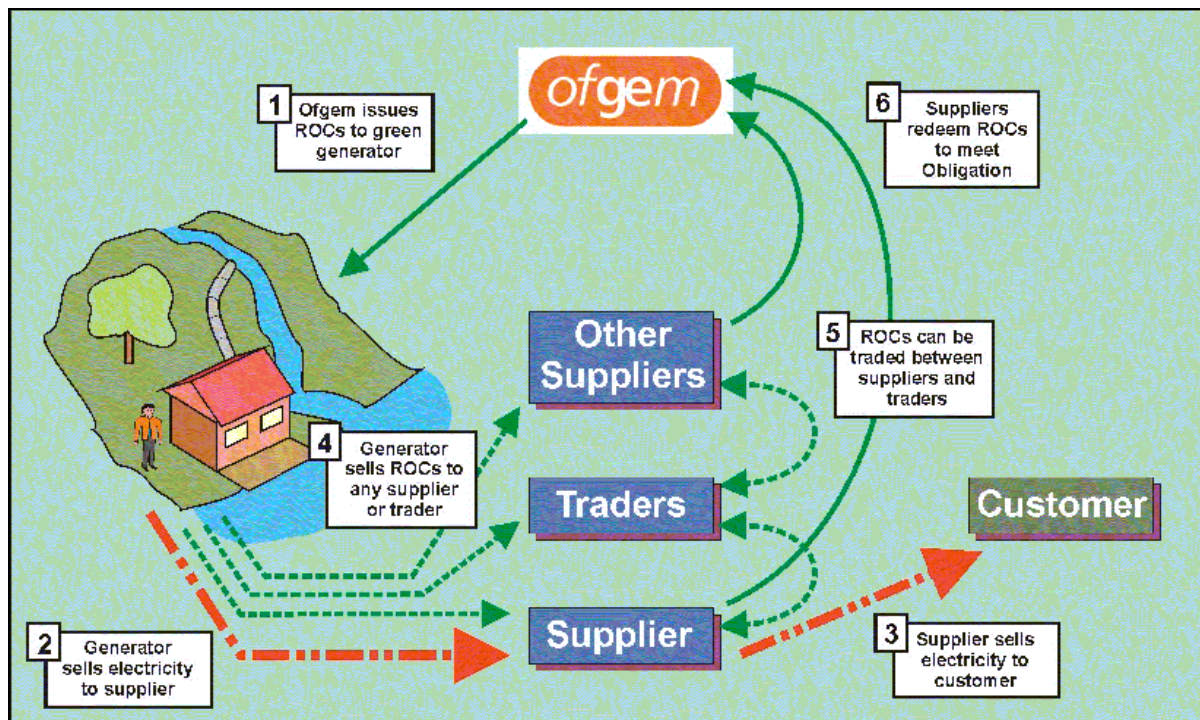 ofgem
1
Ofgem issues
ROCs to green
generator
6
Suppliers
redeem ROCs
to meet
Obligation
Other
Suppliers
5
ROCs can be
traded between
suppliers and
traders
4
Generator
sells ROCs to
any supplier
or trader
Traders
Customer
Supplier
2
Generator
sells electricity
to supplier
3
Supplier sells
electricity to
customer